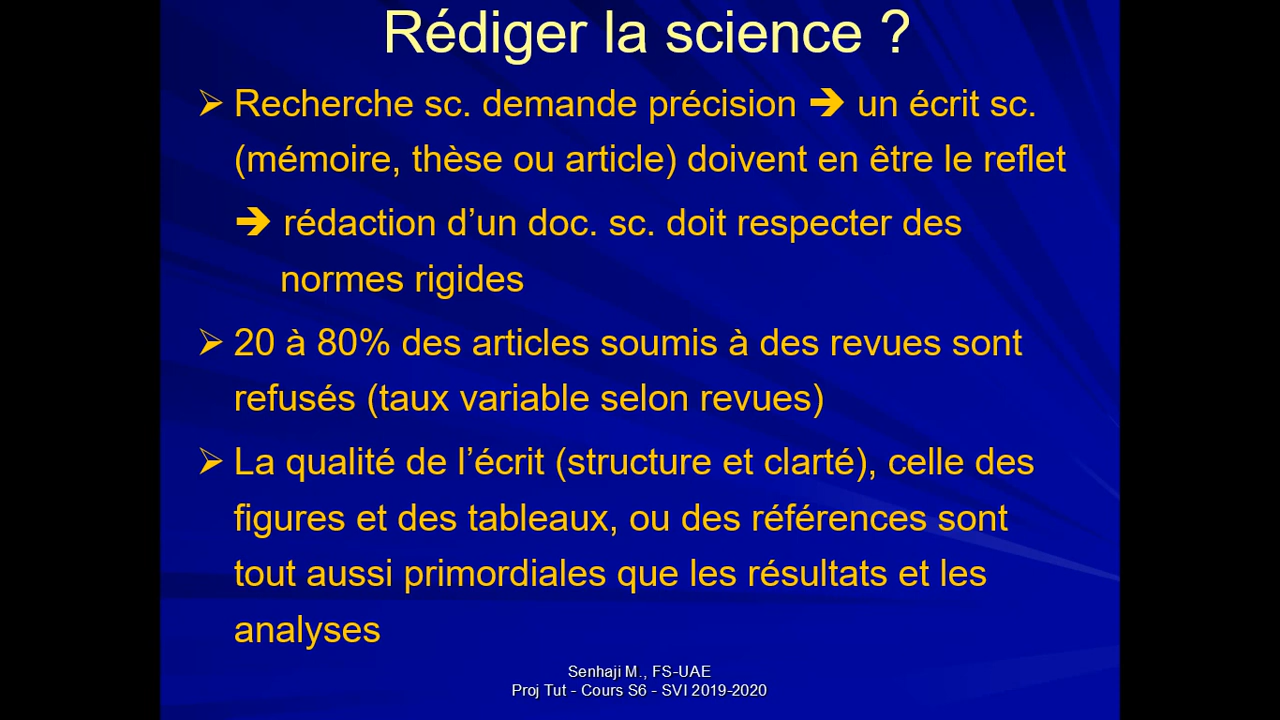 Rédiger la science ?
➢ Recherche sc. demande précision ➔ un écrit sc.
(mémoire, thèse ou article) doivent en être le reflet
➔ rédaction d’un doc. sc. doit respecter des
normes rigides
➢ 20 à 80% des articles soumis à des revues sont
refusés (taux variable selon revues)
➢ La qualité de l’écrit (structure et clarté), celle des
figures et des tableaux, ou des références sont
tout aussi primordiales que les résultats et les
analyses
Senhaji M., FS-UAE
Proj Tut - Cours S6 - SVI 2019-2020